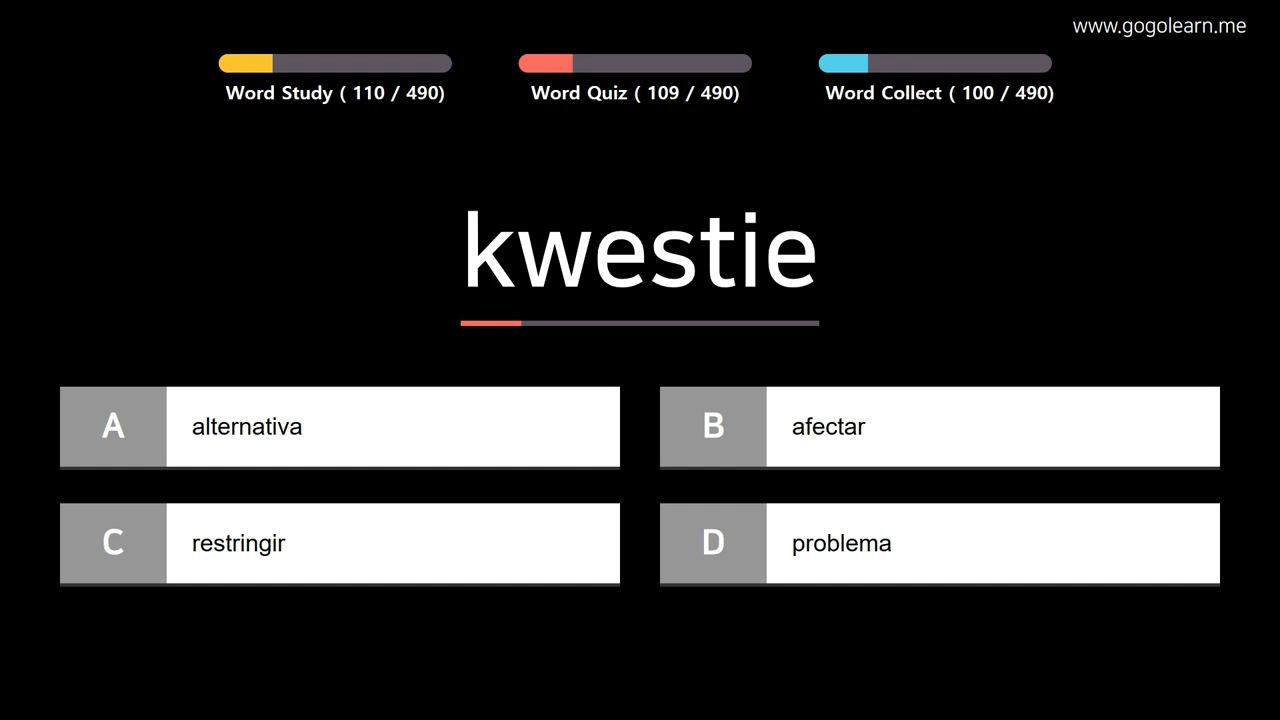 www.gogolearn.me
Word Study ( 110 / 490)
Word Quiz ( 109 / 490)
Word Collect ( 100 / 490)
kwestie
A alternativa
B afectar
C restringir
D problema